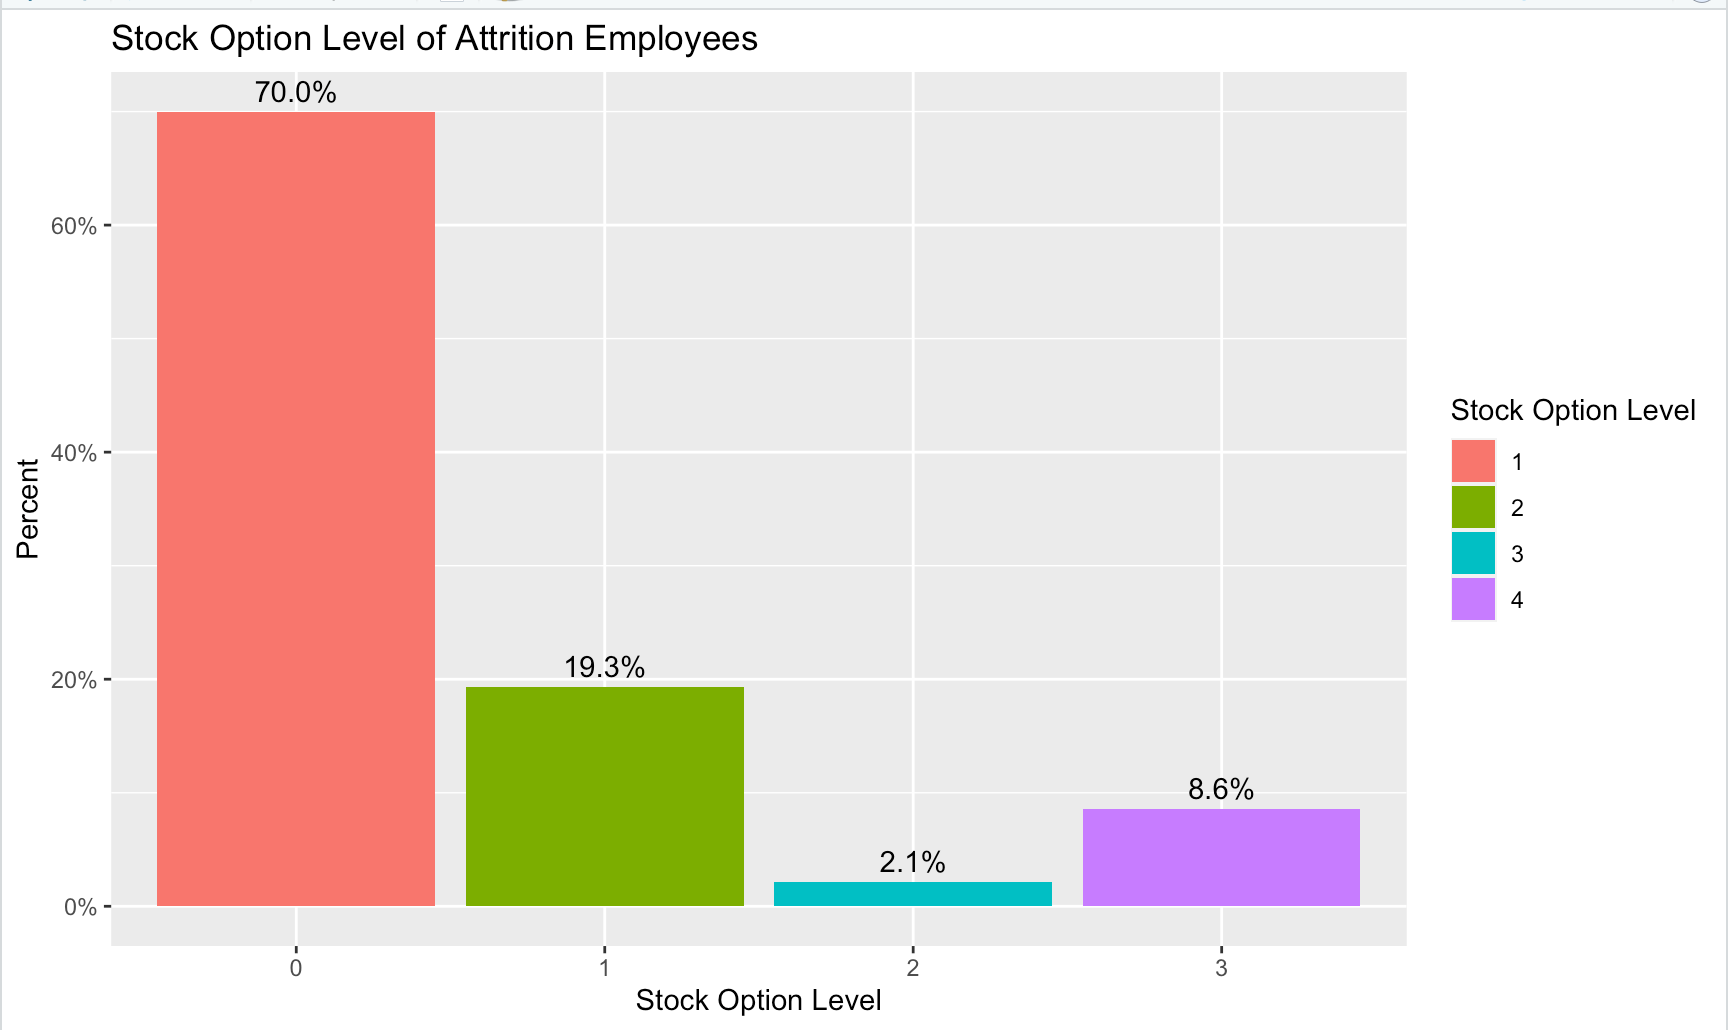 Stock Option Level of Attrition Employees
70.0%
60%
40%
20%
0%
19.3%
2.1%
8.6%
Percent
0 1 2 3
Stock Option Level
Stock Option Level
1
2
3
4